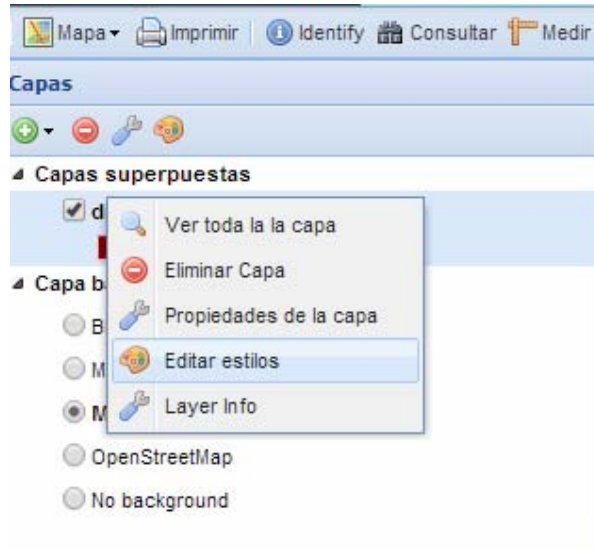 Mapa Imprimir Identify Consultar Medir
Capas
Capas superpuestas
d
Ver toda la la capa
Eliminar Capa
Capa b
Propiedades de la capa
B
Editar estilos
M
Layer Info
M
OpenStreetMap
No background